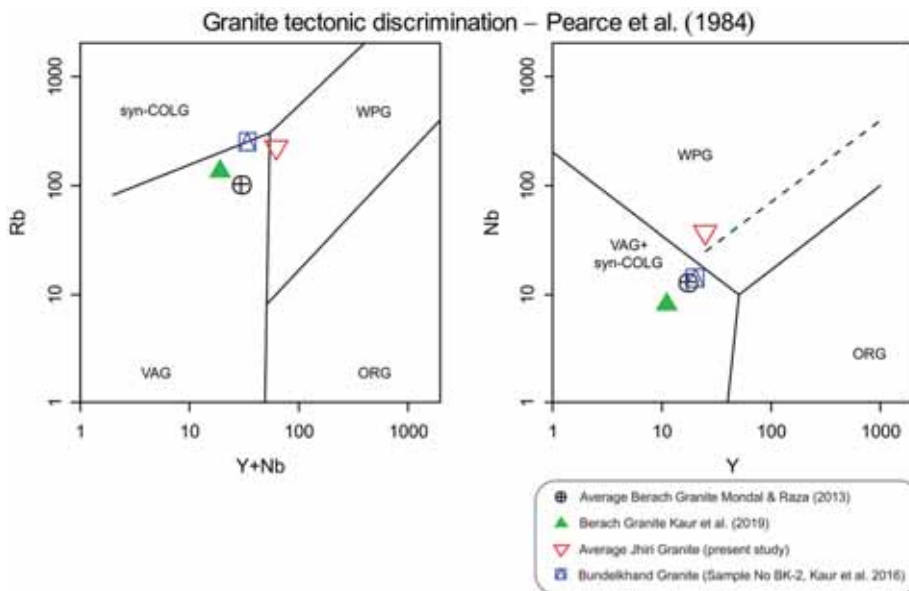 Granite tectonic discrimination – Pearce et al. (1984)
syn-COLG
WPG
VAG
ORG
Rb
1
10
100
1000
1
10
100
1000
Y+Nb
WPG
VAG+
syn-COLG
ORG
Nb
1
10
100
1000
1
10
100
1000
Y
Average Berach Granite Mondal & Raza (2013)
Berach Granite Kaur et al. (2019)
Average Jhiri Granite (present study)
Bundelkhand Granite (Sample No BK-2, Kaur et al. 2016)